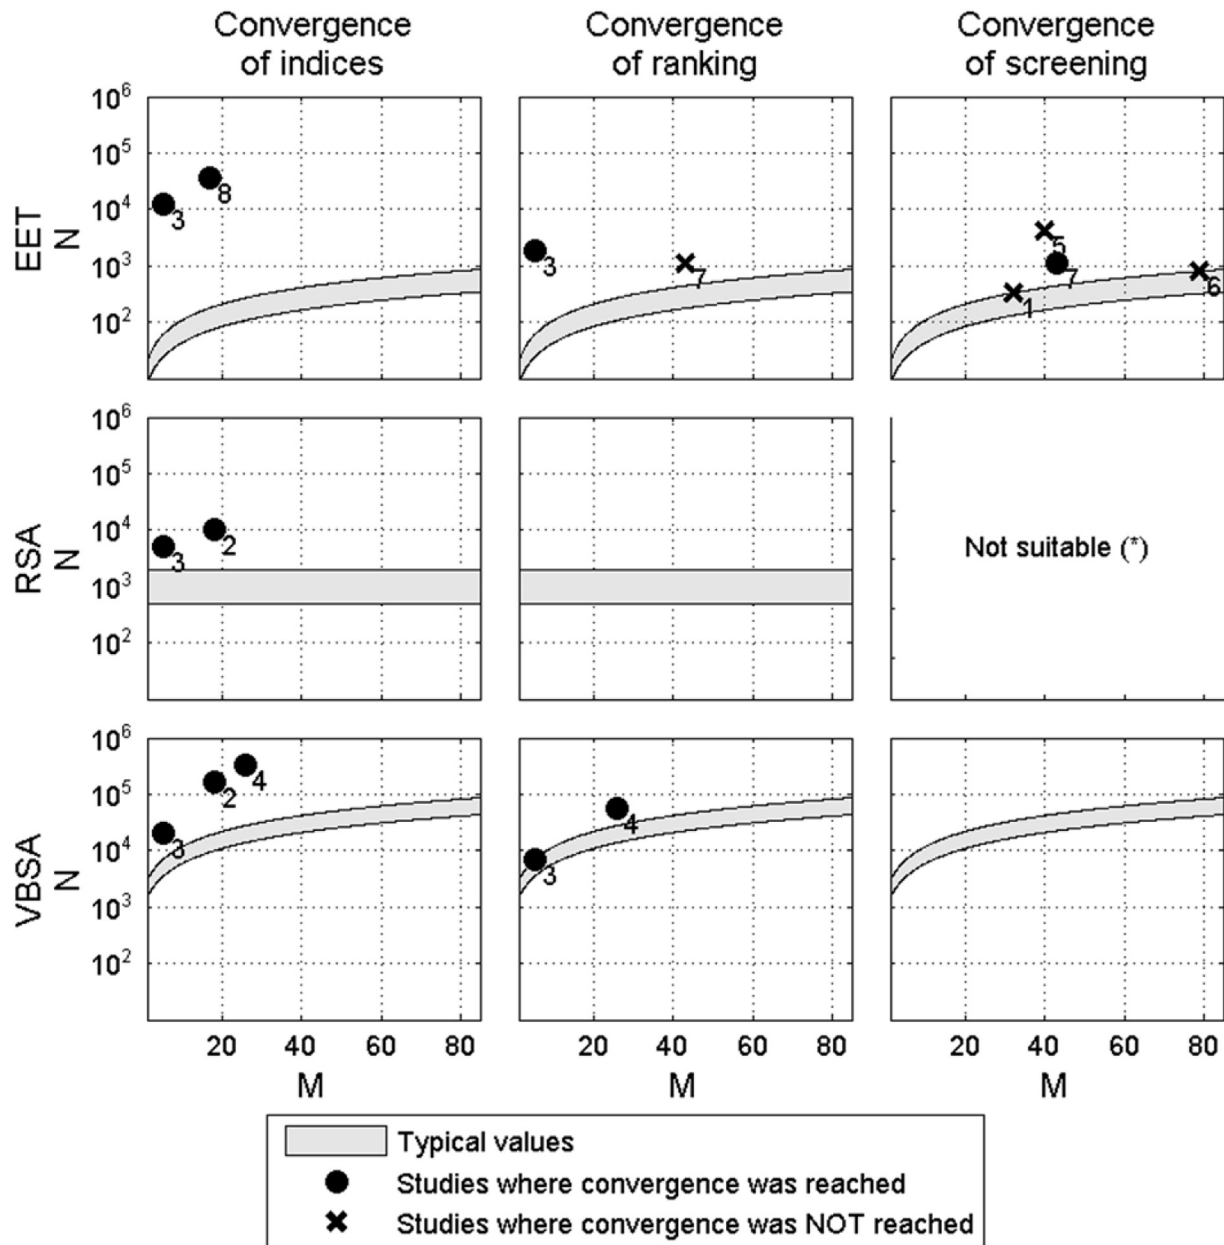 Convergence of indices
Convergence of ranking
Convergence of screening
EET
N
10^6
10^5
10^4
10^3
10^2
3
8
3
7
5
7
1
6
RSA
N
10^6
10^5
10^4
10^3
10^2
3
2
Not suitable (*)
VBSA
N
10^6
10^5
10^4
10^3
10^2
3
2
4
3
4
20 40 60 80
20 40 60 80
20 40 60 80
M
M
M
Typical values
Studies where convergence was reached
Studies where convergence was NOT reached